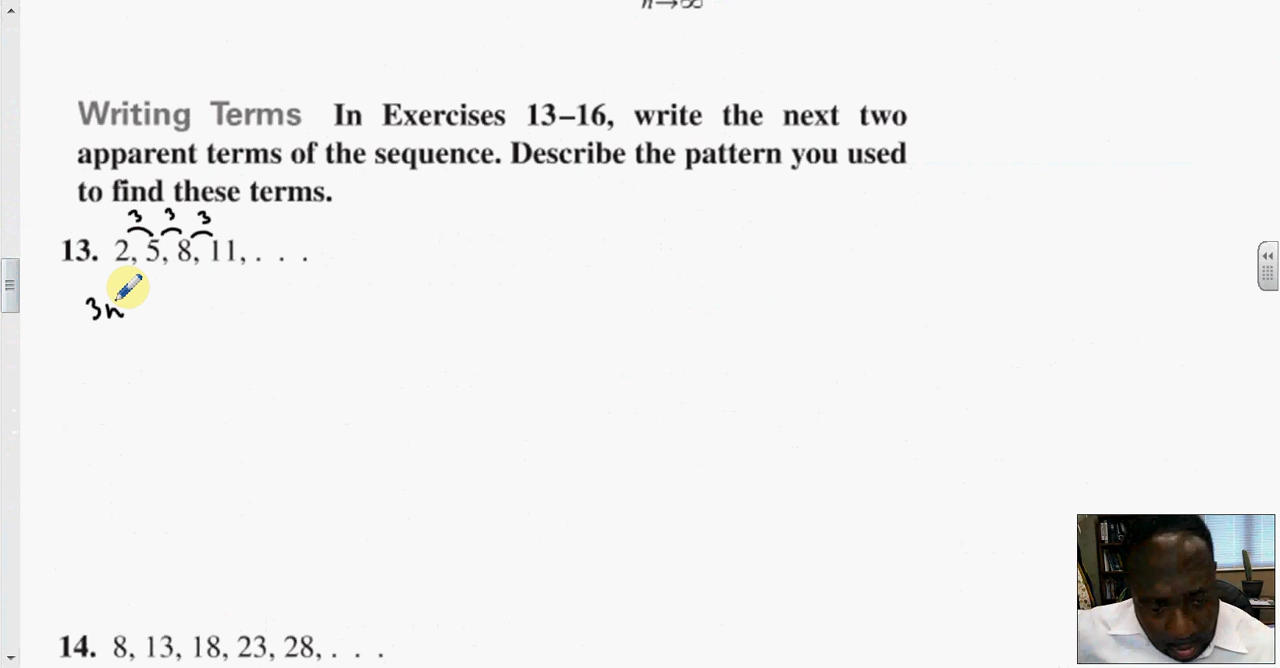 n→∞
Writing Terms In Exercises 13–16, write the next two
apparent terms of the sequence. Describe the pattern you used
to find these terms.
3 3 3
13. 2, 5, 8, 11, . . .
3n
14. 8, 13, 18, 23, 28, . . .